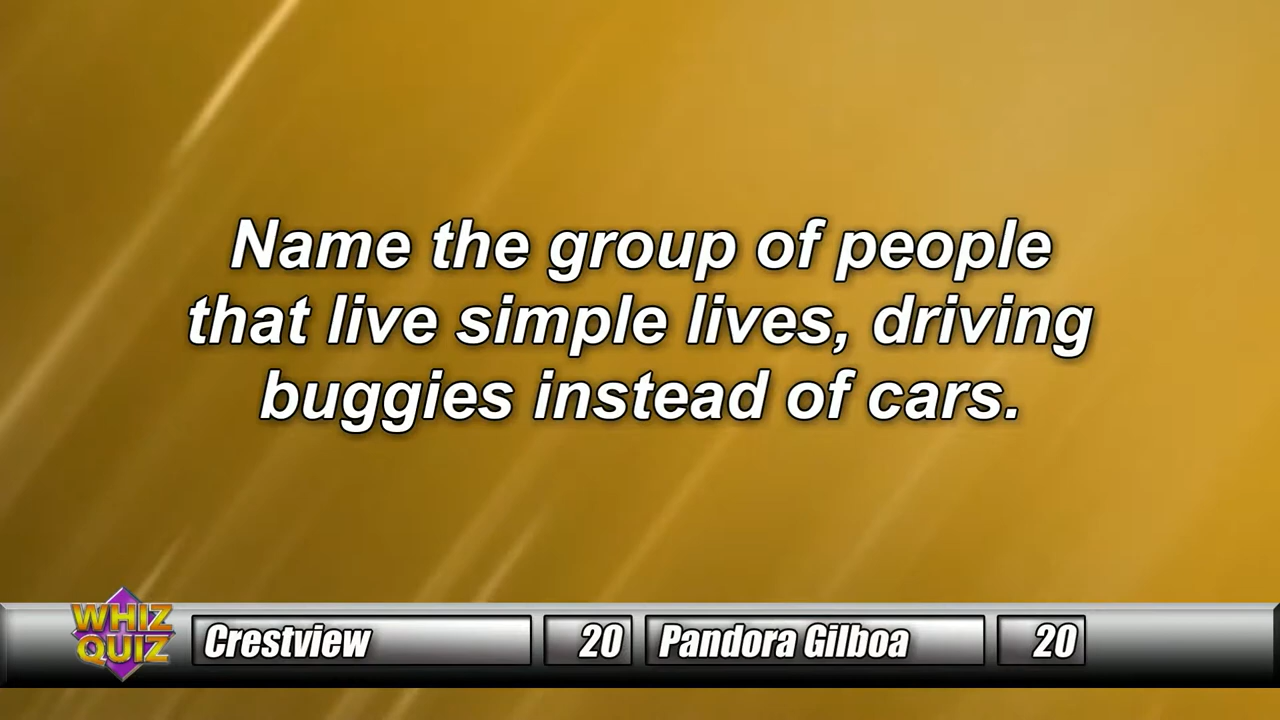 Name the group of people
that live simple lives, driving
buggies instead of cars.
WHIZ
QUIZ
Crestview 20 Pandora Gilboa 20